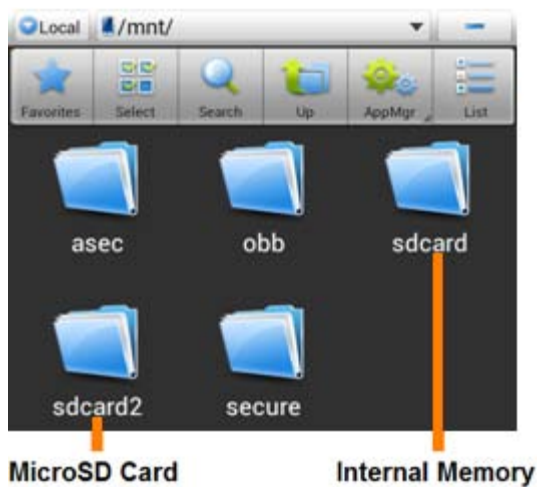 Local /mnt/
Favorites Select Search Up AppMgr List
asec obb sdcard
sdcard2 secure
MicroSD Card Internal Memory